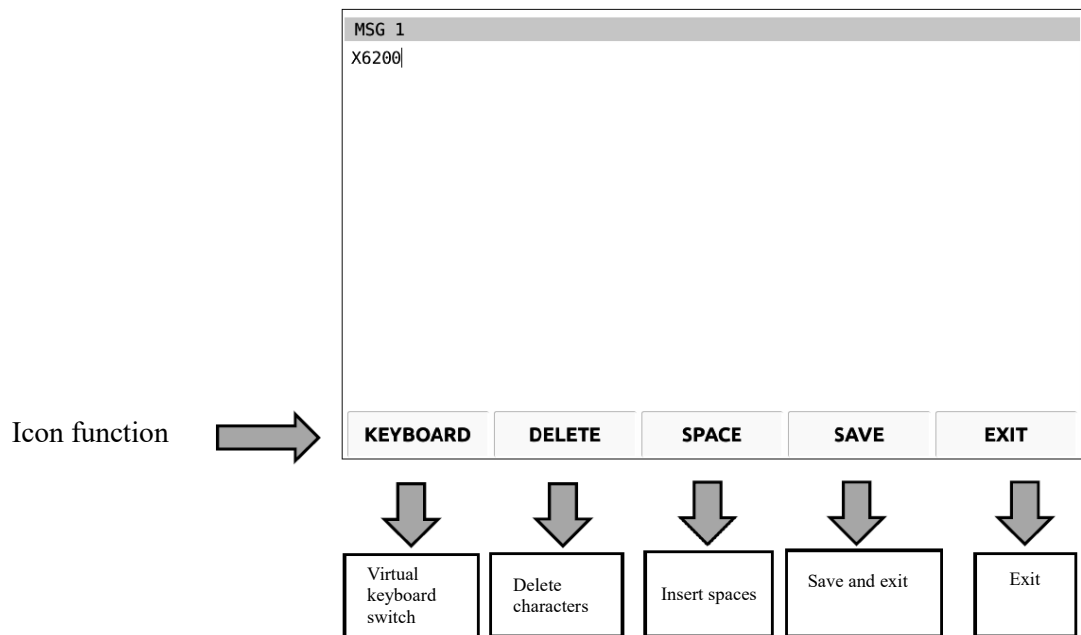 MSG 1
X6200
Icon function
KEYBOARD DELETE SPACE SAVE EXIT
Virtual keyboard switch
Delete characters
Insert spaces
Save and exit
Exit